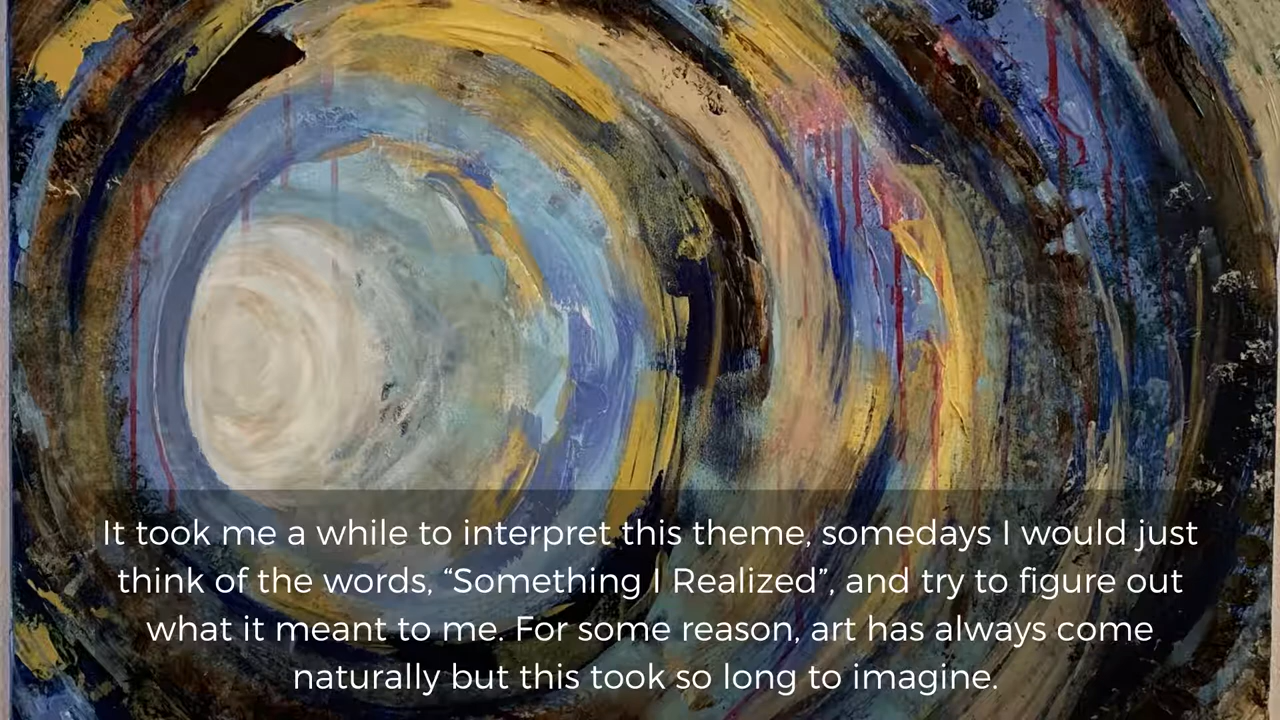 It took me a while to interpret this theme, somedays I would just
think of the words, “Something I Realized”, and try to figure out
what it meant to me. For some reason, art has always come
naturally but this took so long to imagine.